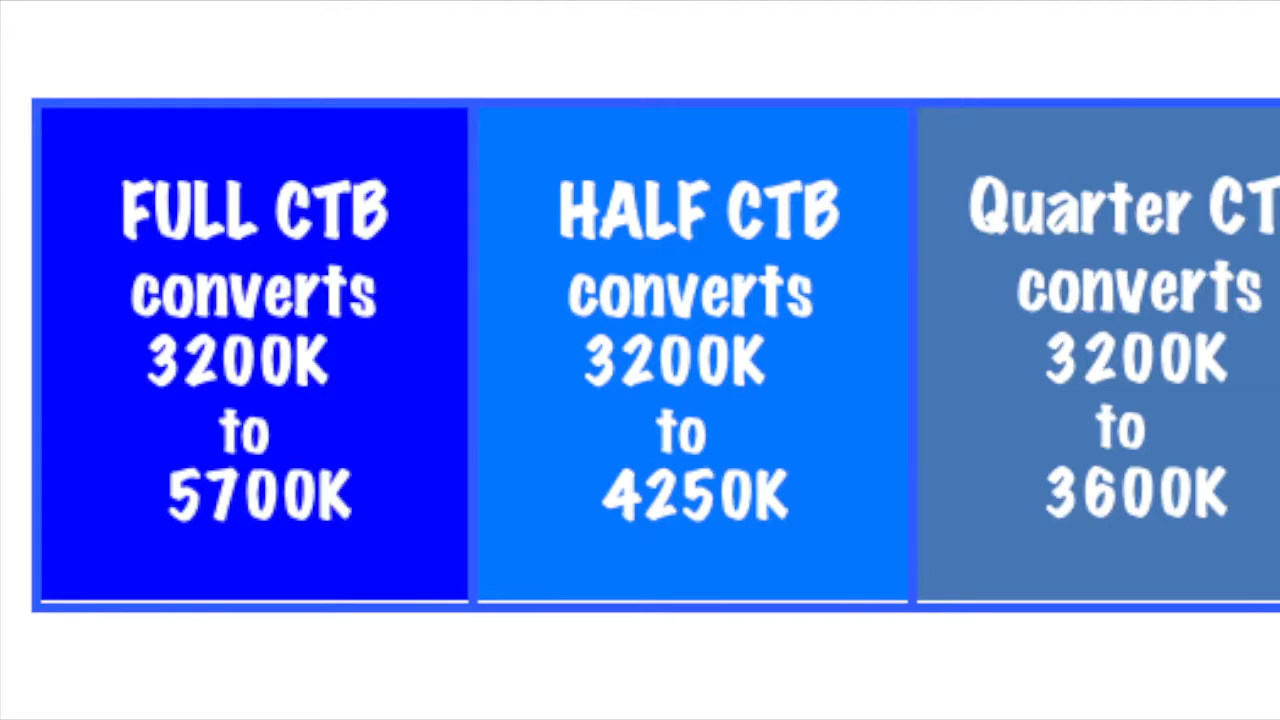 FULL CTB
converts
3200K
to
5700K
HALF CTB
converts
3200K
to
4250K
Quarter CT
converts
3200K
to
3600K